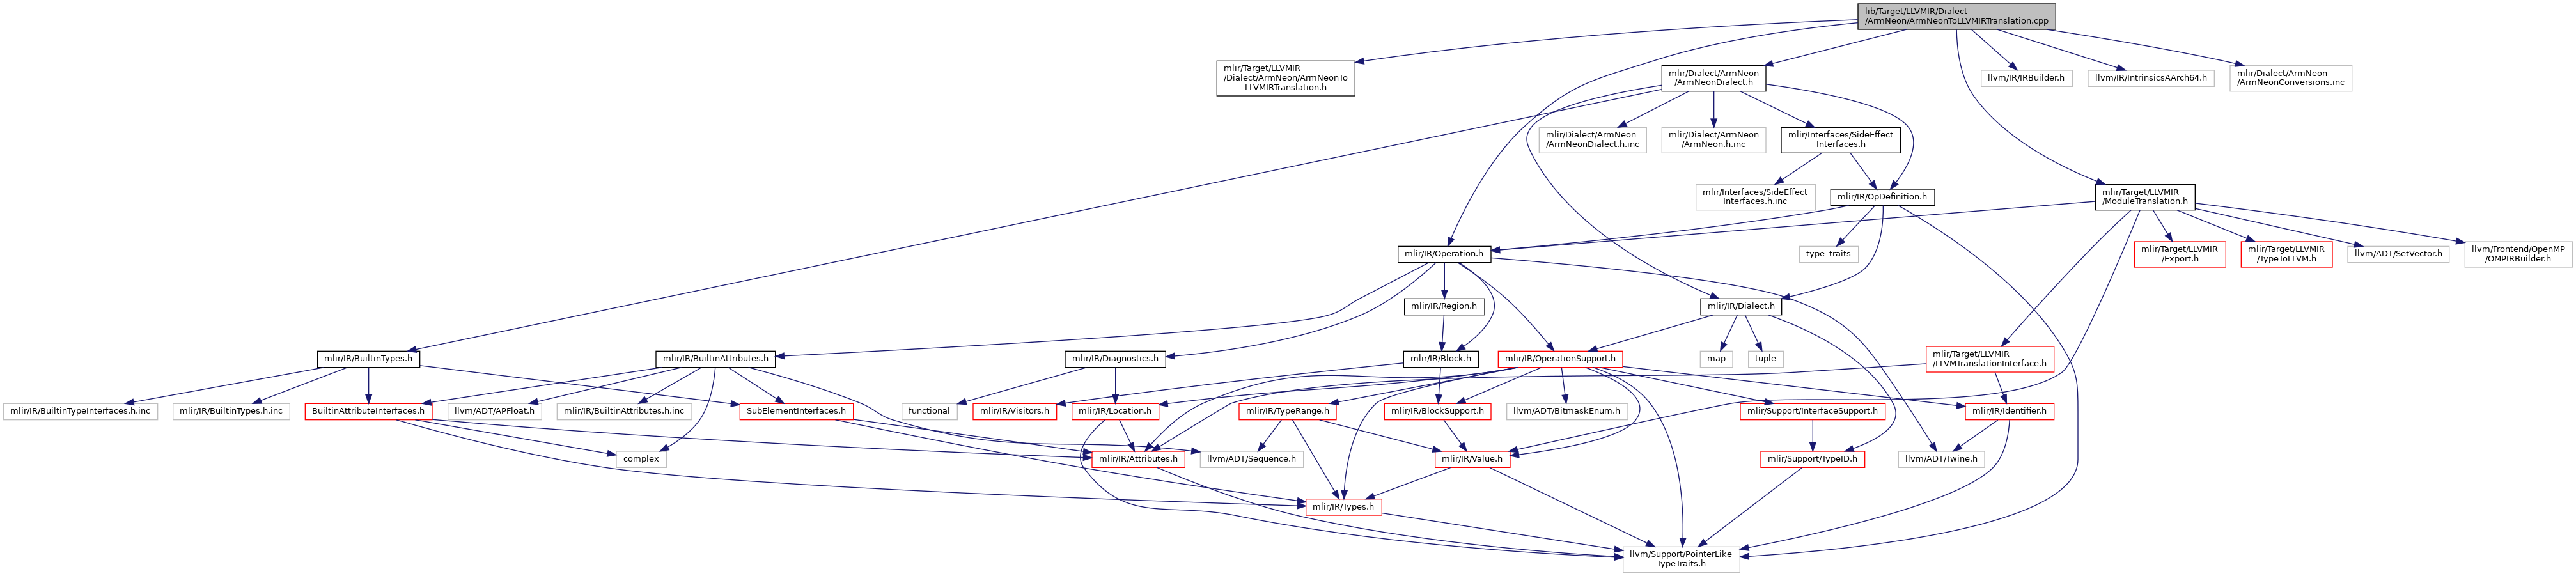 lib/Target/LLVMIR/Dialect
/ArmNeon/ArmNeonToLLVMIRTranslation.cpp
mlir/Target/LLVMIR
/Dialect/ArmNeon/ArmNeonTo
LLVMIRTranslation.h
mlir/Dialect/ArmNeon
/ArmNeonDialect.h
llvm/IR/IRBuilder.h
llvm/IR/IntrinsicsAArch64.h
mlir/Dialect/ArmNeon
/ArmNeonConversions.inc
mlir/Dialect/ArmNeon
/ArmNeonDialect.h.inc
mlir/Dialect/ArmNeon
/ArmNeon.h.inc
mlir/Interfaces/SideEffect
Interfaces.h
mlir/Interfaces/SideEffect
Interfaces.h.inc
mlir/IR/OpDefinition.h
mlir/Target/LLVMIR
/ModuleTranslation.h
mlir/IR/Operation.h
type_traits
mlir/Target/LLVMIR
/Export.h
mlir/Target/LLVMIR
/TypeToLLVM.h
llvm/ADT/SetVector.h
llvm/Frontend/OpenMP
/OMPIRBuilder.h
mlir/IR/Region.h
mlir/IR/Dialect.h
mlir/IR/BuiltinTypes.h
mlir/IR/BuiltinAttributes.h
mlir/IR/Diagnostics.h
mlir/IR/Block.h
mlir/IR/OperationSupport.h
map
tuple
mlir/Target/LLVMIR
/LLVMTranslationInterface.h
mlir/IR/BuiltinTypeInterfaces.h.inc
mlir/IR/BuiltinTypes.h.inc
BuiltinAttributeInterfaces.h
llvm/ADT/APFloat.h
mlir/IR/BuiltinAttributes.h.inc
SubElementInterfaces.h
functional
mlir/IR/Visitors.h
mlir/IR/Location.h
mlir/IR/TypeRange.h
mlir/IR/BlockSupport.h
llvm/ADT/BitmaskEnum.h
mlir/Support/InterfaceSupport.h
mlir/IR/Identifier.h
complex
mlir/IR/Attributes.h
llvm/ADT/Sequence.h
mlir/IR/Value.h
mlir/Support/TypeID.h
llvm/ADT/Twine.h
mlir/IR/Types.h
llvm/Support/PointerLike
TypeTraits.h